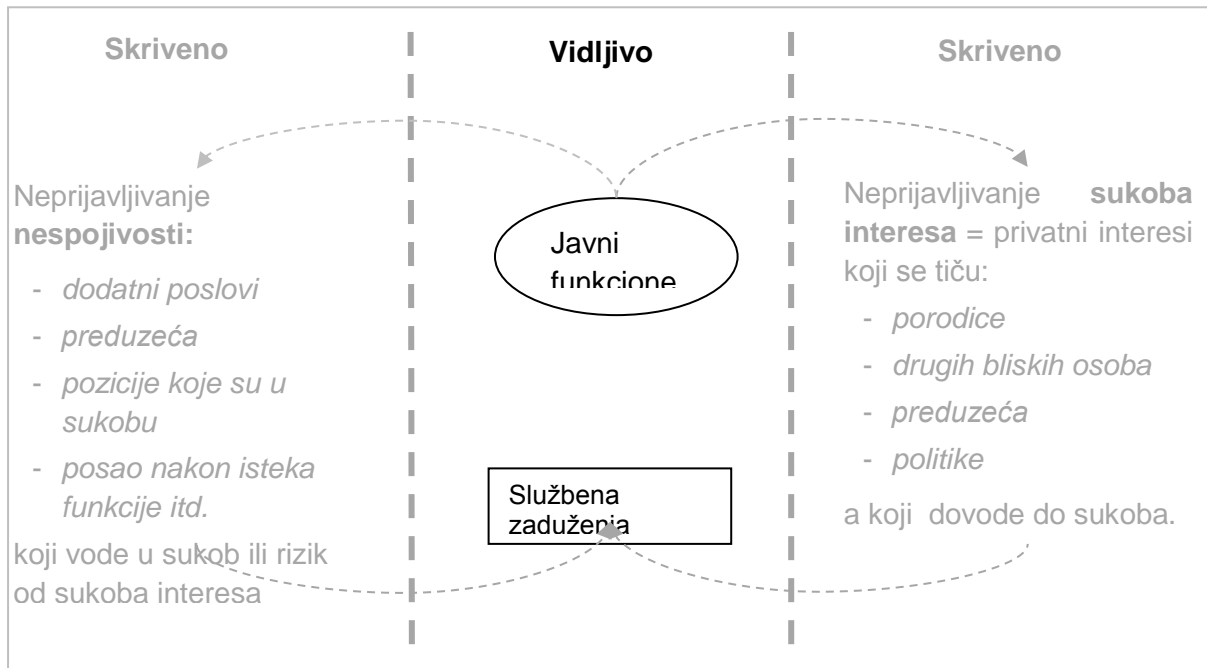 Skriveno
Vidljivo
Skriveno
Neprijavljivanje
nespojivosti:
- dodatni poslovi
- preduzeća
- pozicije koje su u
sukobu
- posao nakon isteka
funkcije itd.
koji vode u sukob ili rizik
od sukoba interesa
Javni
funkcione
Službena
zaduženja
Neprijavljivanje sukoba
interesa = privatni interesi
koji se tiču:
- porodice
- drugih bliskih osoba
- preduzeća
- politike
a koji dovode do sukoba.